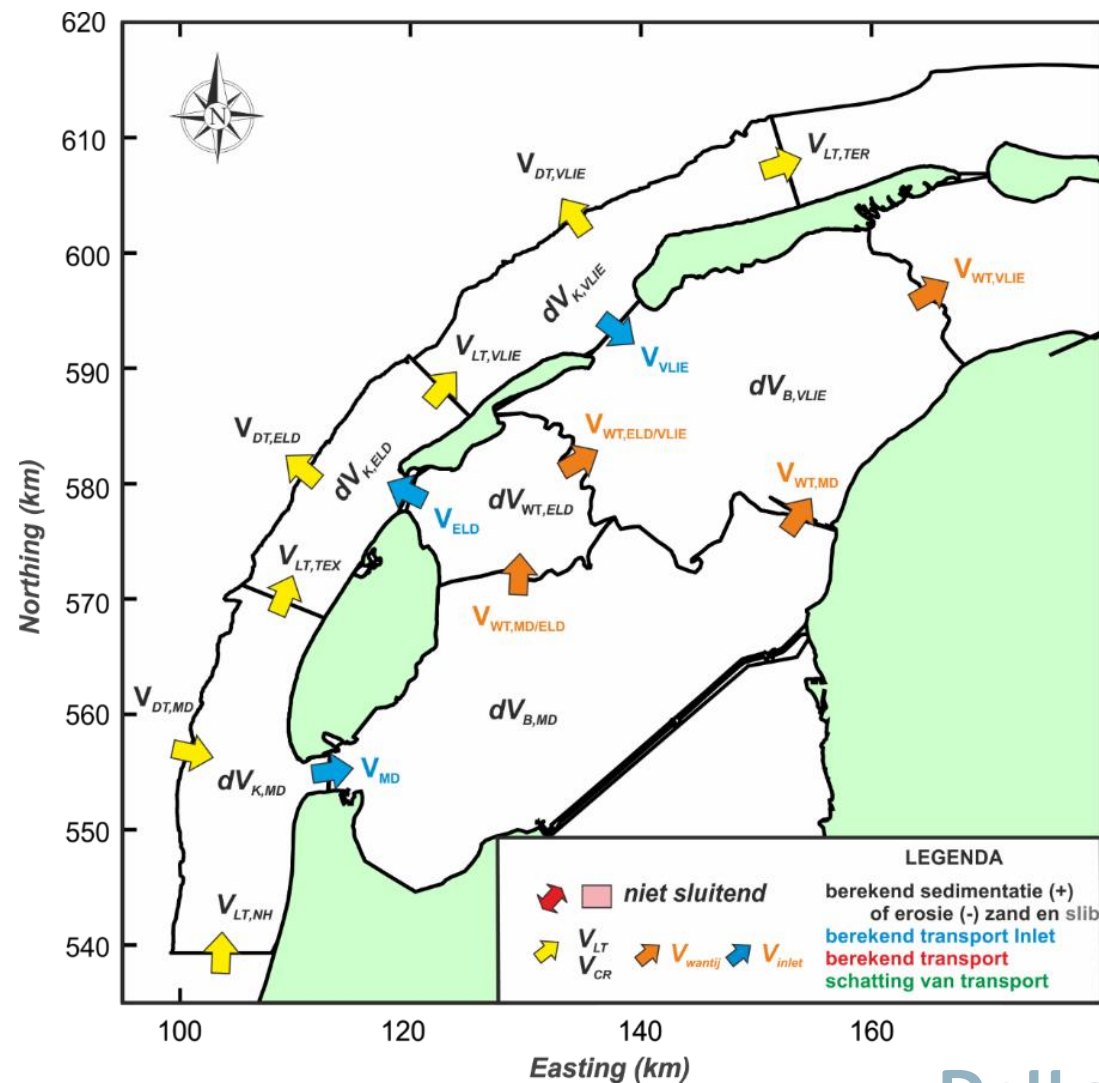 620
610
600
590
580
570
560
550
540
Northing (km)
100
120
140
160
Easting (km)
N
V LT,TER
V DT,VLIE
dV K,VLIE
V WT,VLIE
V LT,VLIE
V VLIE
dV B,VLIE
V DT,ELD
V WT,ELD/VLIE
dV K,ELD
V WT,MD
dV WT,ELD
V ELD
V LT,TEX
V WT,MD/ELD
V DT,MD
dV B,MD
V MD
dV K,MD
V LT,NH
LEGENDA
niet sluitend
V LT
V CR
V wantij
V inlet
berekend sedimentatie (+)
of erosie (-) zand en slib
berekend transport Inlet
berekend transport
schatting van transport